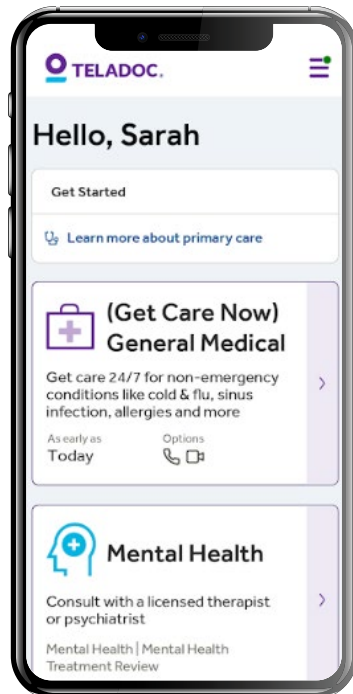 TELADOC.
Hello, Sarah
Get Started
Learn more about primary care
(Get Care Now)
General Medical
Get care 24/7 for non-emergency
conditions like cold & flu, sinus
infection, allergies and more
As early as Options
Today
Mental Health
Consult with a licensed therapist
or psychiatrist
Mental Health | Mental Health
Treatment Review